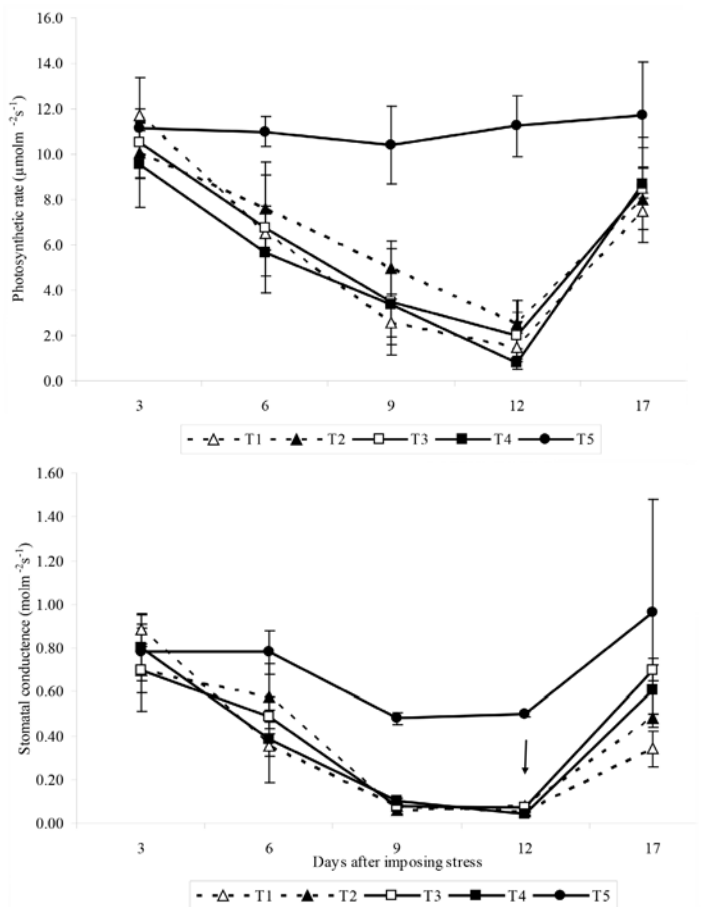 Photosynthetic rate (µmolm -2s-1)
16.0
14.0
12.0
10.0
8.0
6.0
4.0
2.0
0.0
3 6 9 12 17
T1 T2 T3 T4 T5
Stomatal conductence (molm -2s-1)
1.60
1.40
1.20
1.00
0.80
0.60
0.40
0.20
0.00
3 6 9 12 17
Days after imposing stress
T1 T2 T3 T4 T5